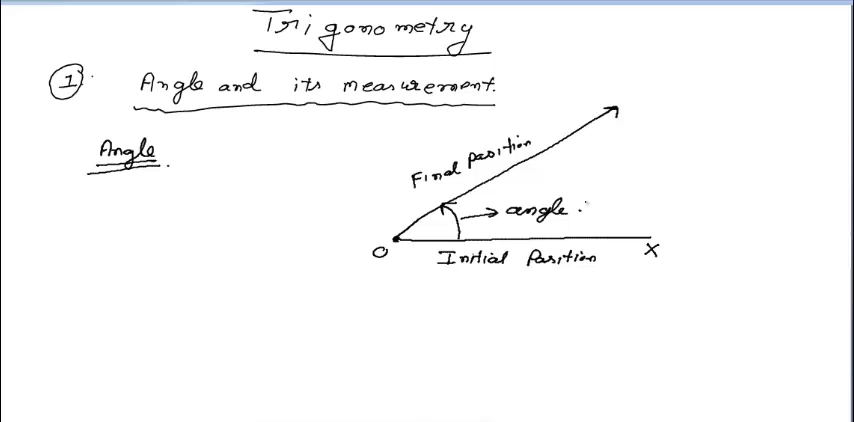 Trigonometry
1. Angle and its measurement.
Angle.
Final Position
angle.
O
Initial Position
X